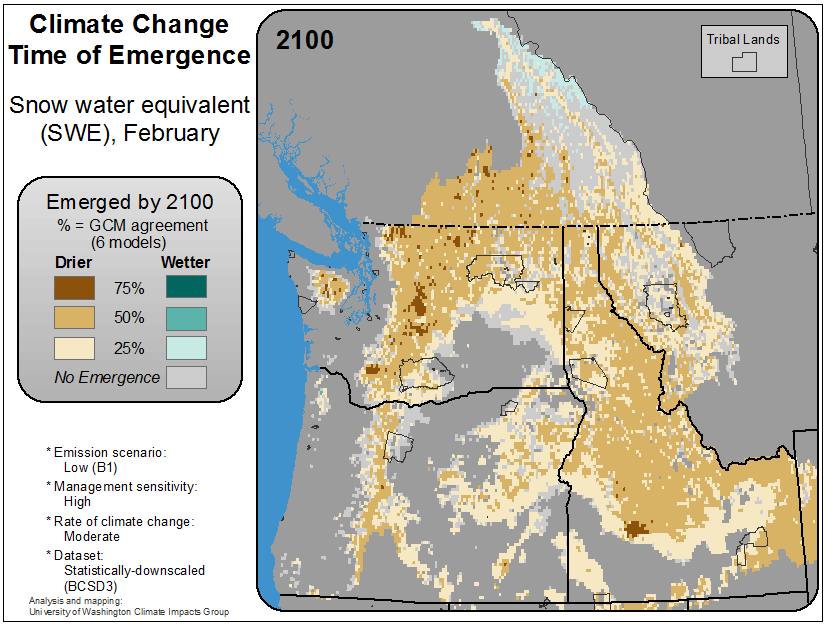 Climate Change
Time of Emergence
Snow water equivalent
(SWE), February
2100
Tribal Lands
Emerged by 2100
% = GCM agreement
(6 models)
Drier Wetter
75%
50%
25%
No Emergence
* Emission scenario:
Low (B1)
* Management sensitivity:
High
* Rate of climate change:
Moderate
* Dataset:
Statistically-downscaled
(BCSD3)
Analysis and mapping:
University of Washington Climate Impacts Group